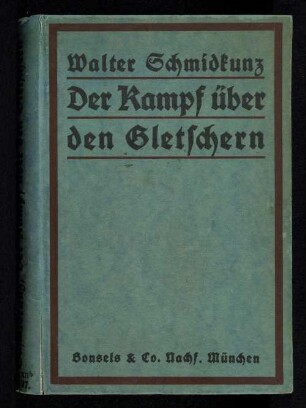 Walter Schmidkunz
Der Kampf über
den Gletschern
Bonsels & Co. Nachf. München